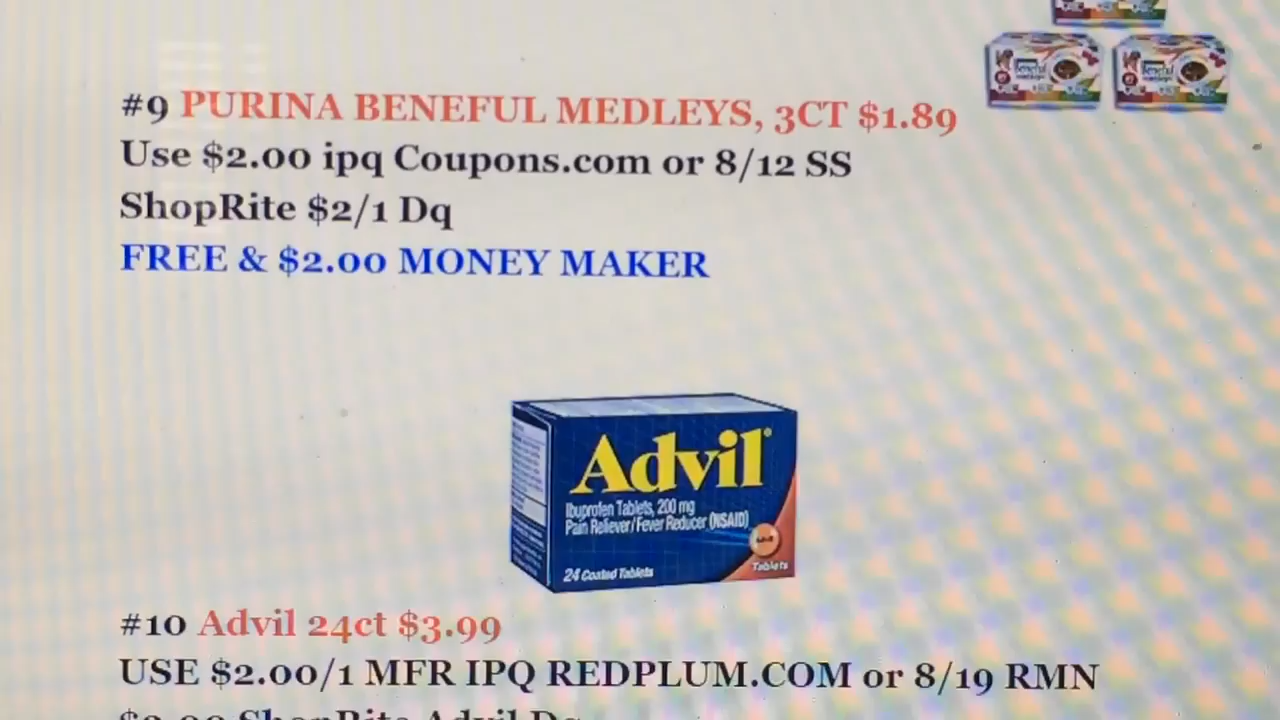 #9 PURINA BENEFUL MEDLEYS, 3CT $1.89
Use $2.00 ipq Coupons.com or 8/12 SS
ShopRite $2/1 Dq
FREE & $2.00 MONEY MAKER
Advil®
Ibuprofen Tablets, 200 mg
Pain Reliever/Fever Reducer (NSAID)
24 Coated Tablets
Tablets
#10 Advil 24ct $3.99
USE $2.00/1 MFR IPQ REDPLUM.COM or 8/19 RMN
ShopRite Advil Dq